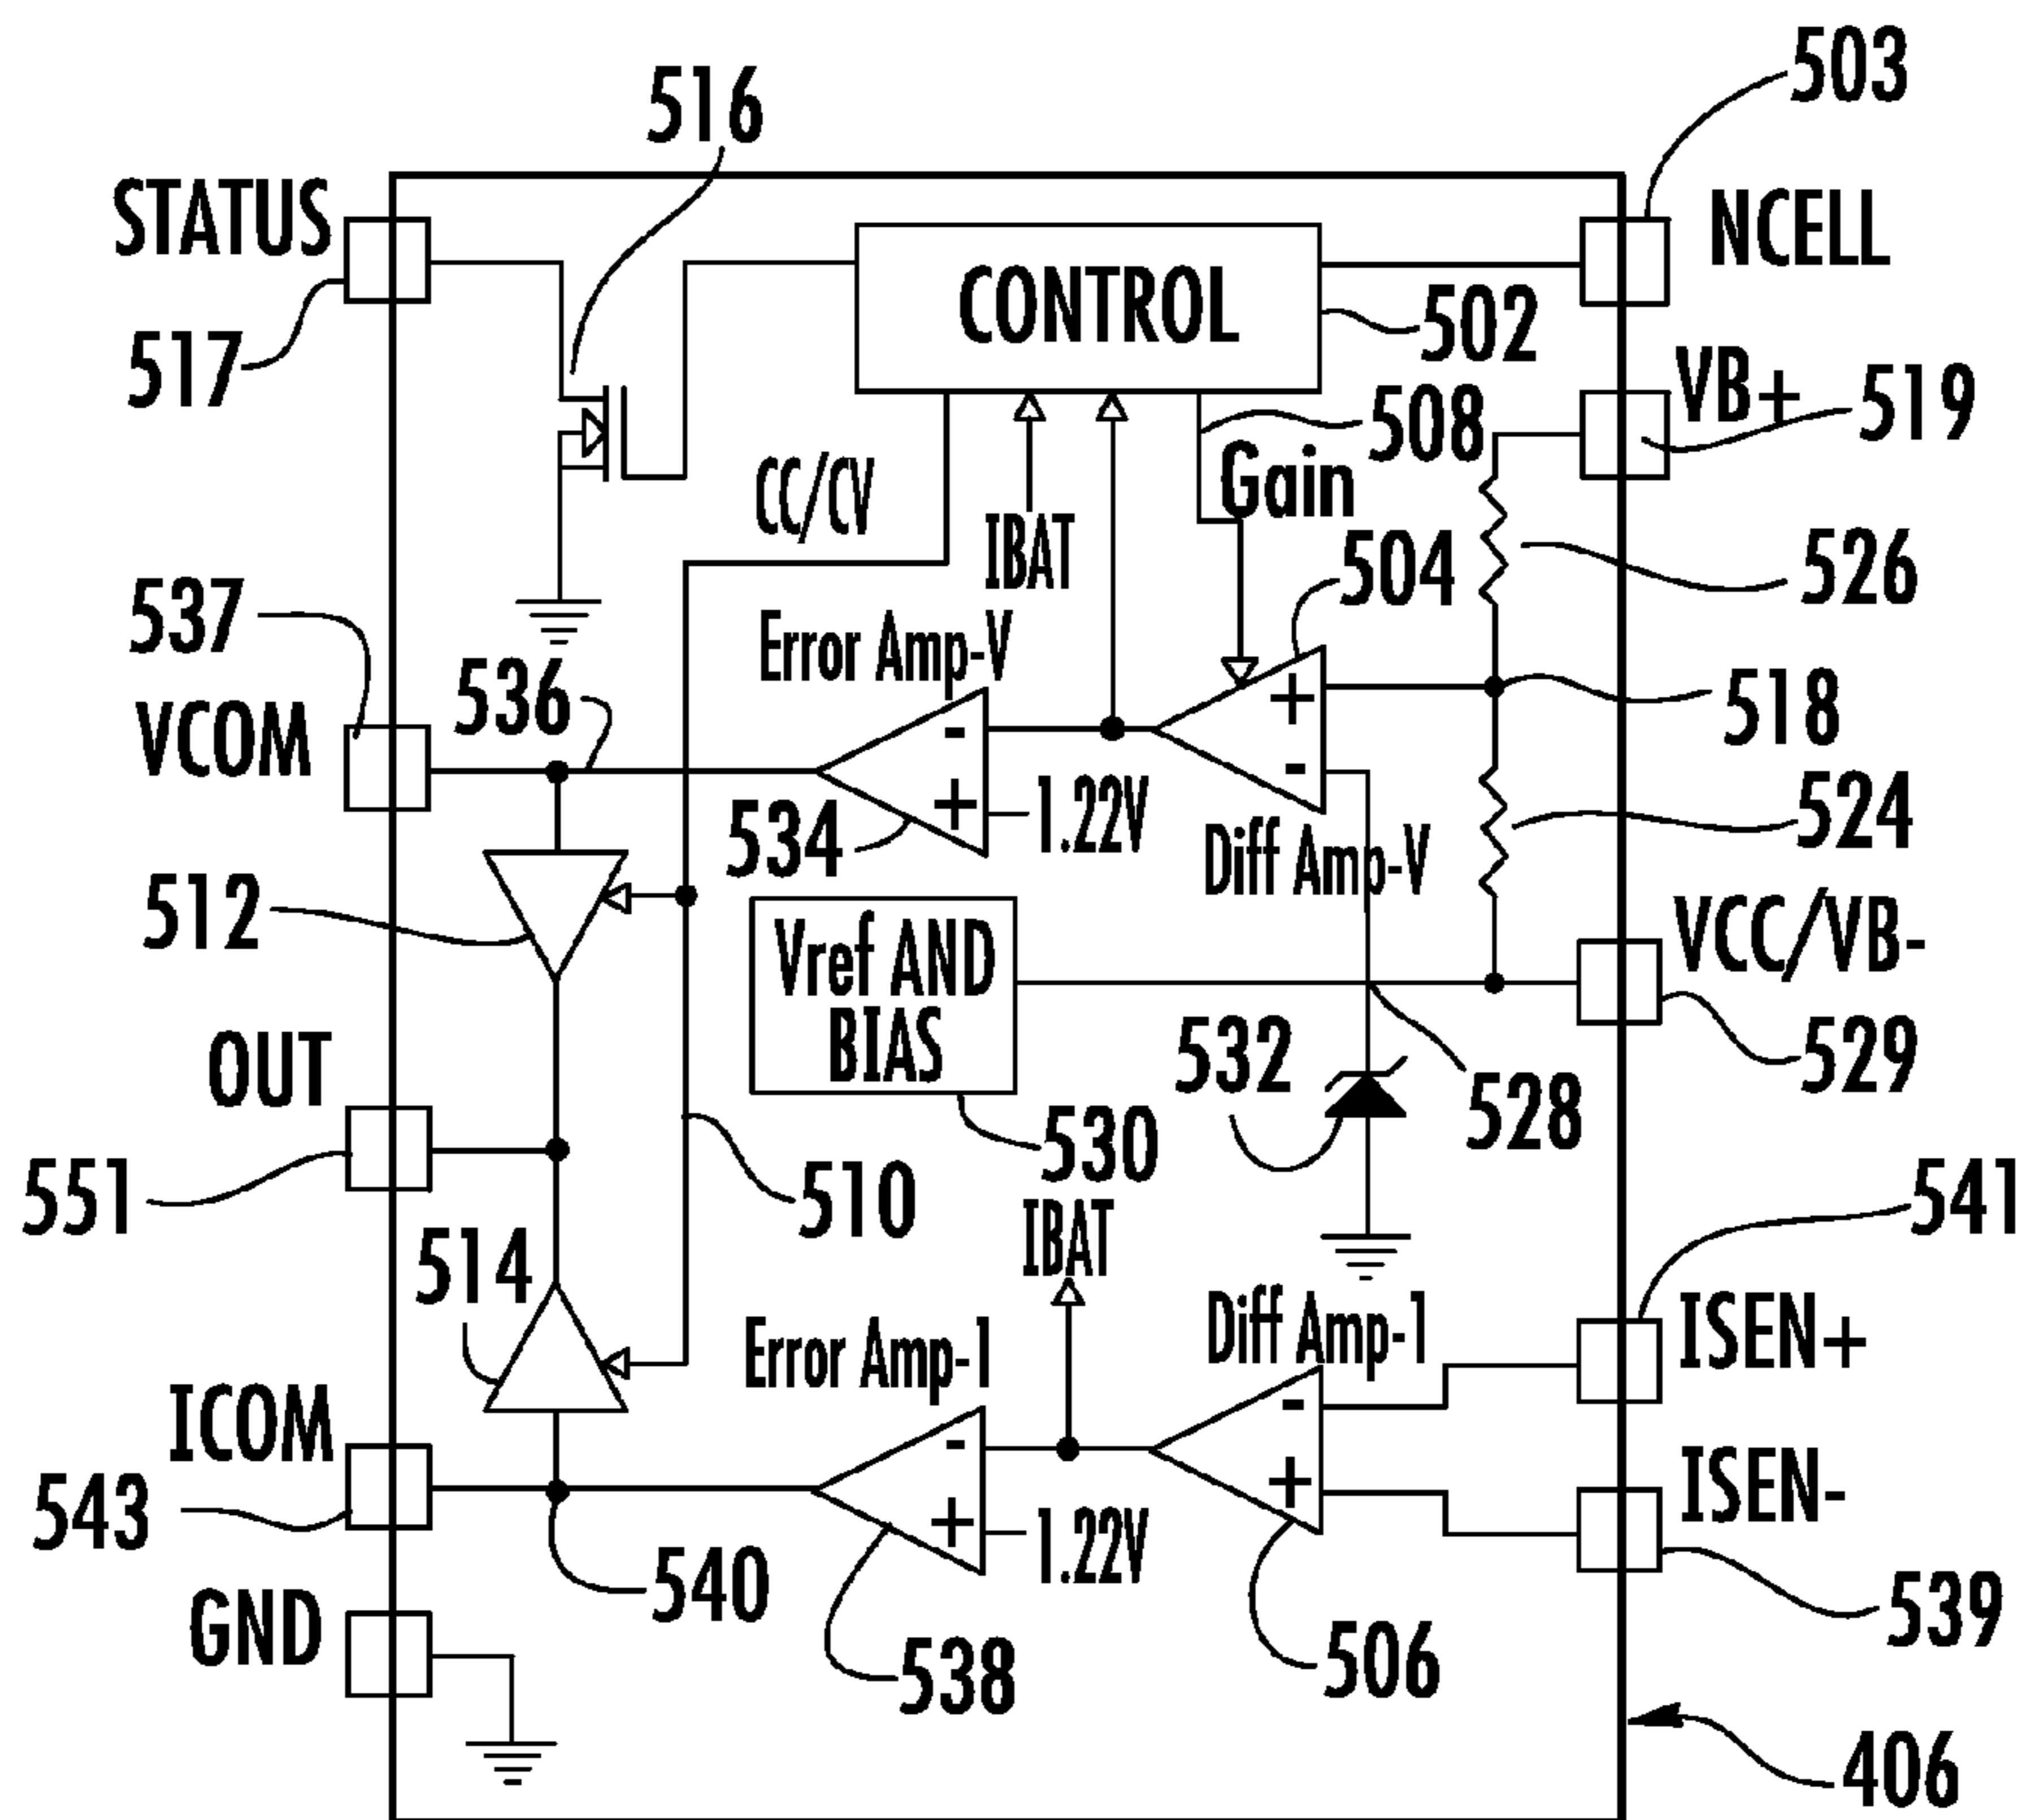 503
516
STATUS
NCELL
CONTROL
502
517
VB+
519
508
Gain
CC/CV
IBAT
504
526
537
Error Amp-V
-
+
536
518
VCOM
-
+
1.22V
534
524
Diff Amp-V
512
Vref AND
BIAS
VCC/VB-
532
529
OUT
528
530
551
510
541
IBAT
514
Diff Amp-1
ISEN+
Error Amp-1
ICOM
-
-
ISEN-
+
+
1.22V
543
540
539
GND
538
506
406